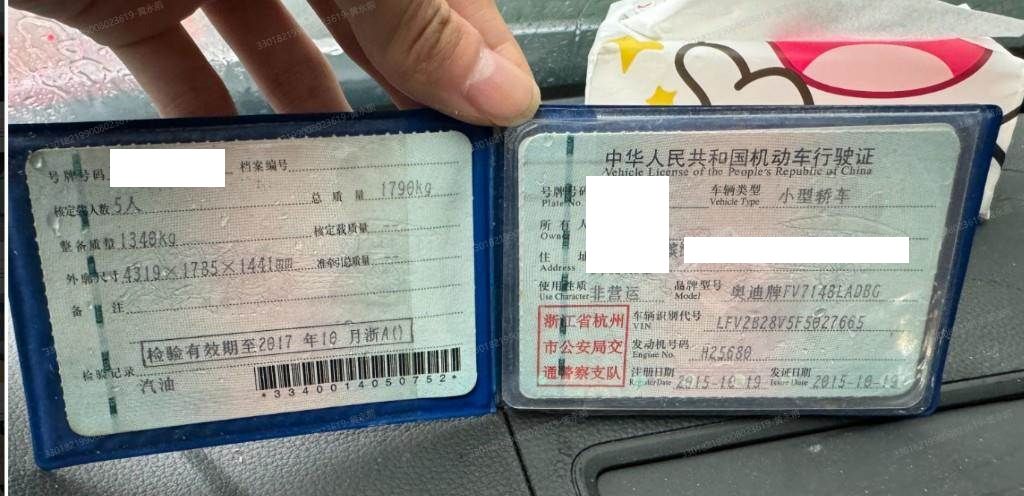 号牌号码
档案编号
核定载人数 5人
总质量 1790kg
整备质量 1340kg
核定载质量 --
外廓尺寸 4319×1785×1441mm
准牵引总质量 --
备注
检验有效期至2017 年10 月浙A()
检验记录
汽油
*3340014050752*
中华人民共和国机动车行驶证
Vehicle License of the People's Republic of China
号牌号码
Plate No.
车辆类型 小型轿车
Vehicle Type
所有人
Owner
住址
Address
使用性质 非营运
Use Character
品牌型号 奥迪牌FV7148LADBG
Model
浙江省杭州
市公安局交
通警察支队
车辆识别代号 LFV2B28V5F5027665
VIN
发动机号码 M25680
Engine No.
注册日期 2015-10-19
Register Date
发证日期 2015-10-19
Issue Date